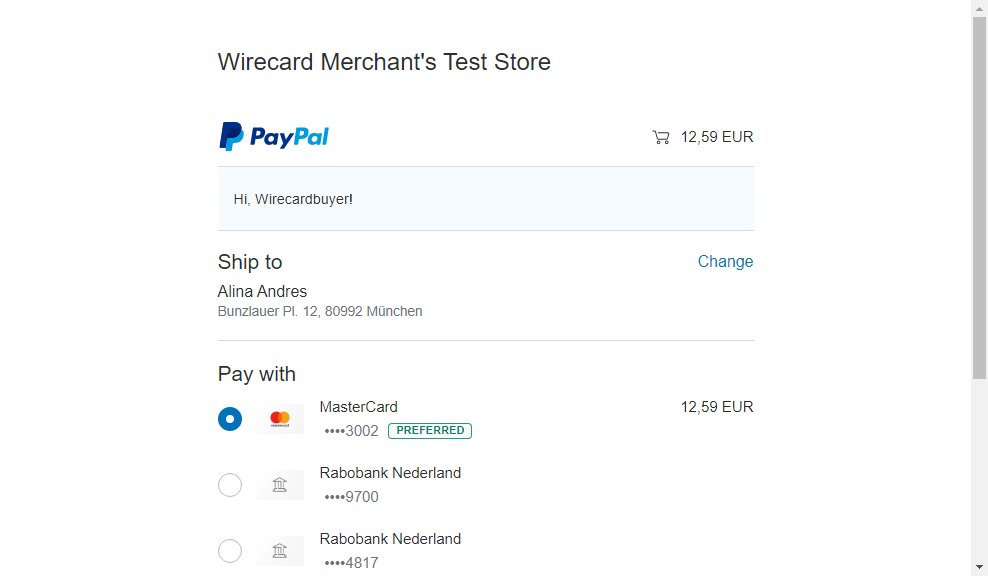 Wirecard Merchant's Test Store
PayPal 12,59 EUR
Hi, Wirecardbuyer!
Ship to Change
Alina Andres
Bunzlauer Pl. 12, 80992 München
Pay with
MasterCard 12,59 EUR
••••3002 PREFERRED
Rabobank Nederland
••••9700
Rabobank Nederland
••••4817